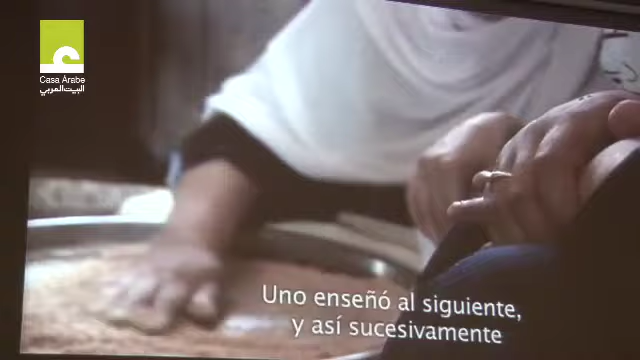 Casa Árabe
البيت العربي
Uno enseñó al siguiente,
y así sucesivamente